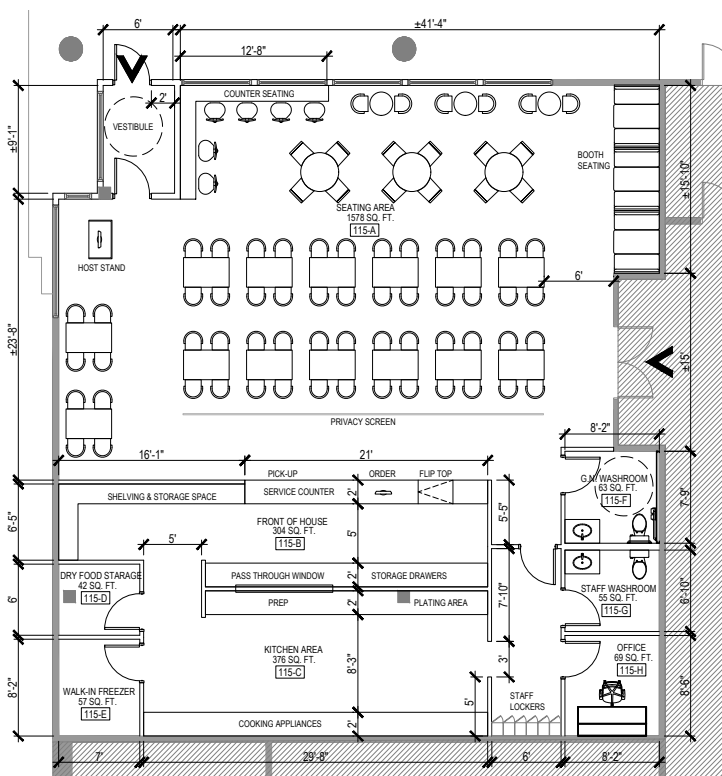 6'
±41'-4"
12'-8"
COUNTER SEATING
2'
VESTIBULE
±9'-1"
BOOTH
SEATING
±15'-10"
SEATING AREA
1578 SQ. FT.
115-A
HOST STAND
6'
±23'-8"
±15'
PRIVACY SCREEN
8'-2"
16'-1"
21'
PICK-UP
ORDER
FLIP TOP
G.N. WASHROOM
63 SQ. FT.
115-F
SHELVING & STORAGE SPACE
SERVICE COUNTER
2'
7'-9"
6'-5"
FRONT OF HOUSE
304 SQ. FT.
115-B
5'
5'-5"
5'
DRY FOOD STARAGE
42 SQ. FT.
115-D
PASS THROUGH WINDOW
STORAGE DRAWERS
2'
STAFF WASHROOM
55 SQ. FT.
115-G
6'
PREP
PLATING AREA
2'
7'-10"
6'-10"
KITCHEN AREA
376 SQ. FT.
115-C
8'-3"
3'
OFFICE
69 SQ. FT.
115-H
WALK-IN FREEZER
57 SQ. FT.
115-E
8'-2"
5'
STAFF
LOCKERS
8'-6"
COOKING APPLIANCES
2'
7'
29'-8"
6'
8'-2"